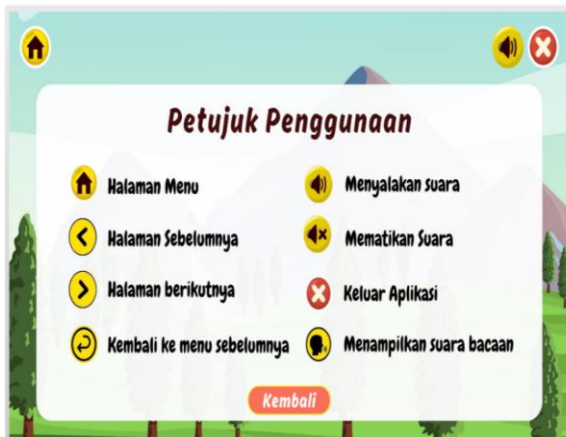 Petujuk Penggunaan
Halaman Menu
Halaman Sebelumnya
Halaman berikutnya
Kembali ke menu sebelumnya
Menyalakan suara
Mematikan Suara
Keluar Aplikasi
Menampilkan suara bacaan
Kembali